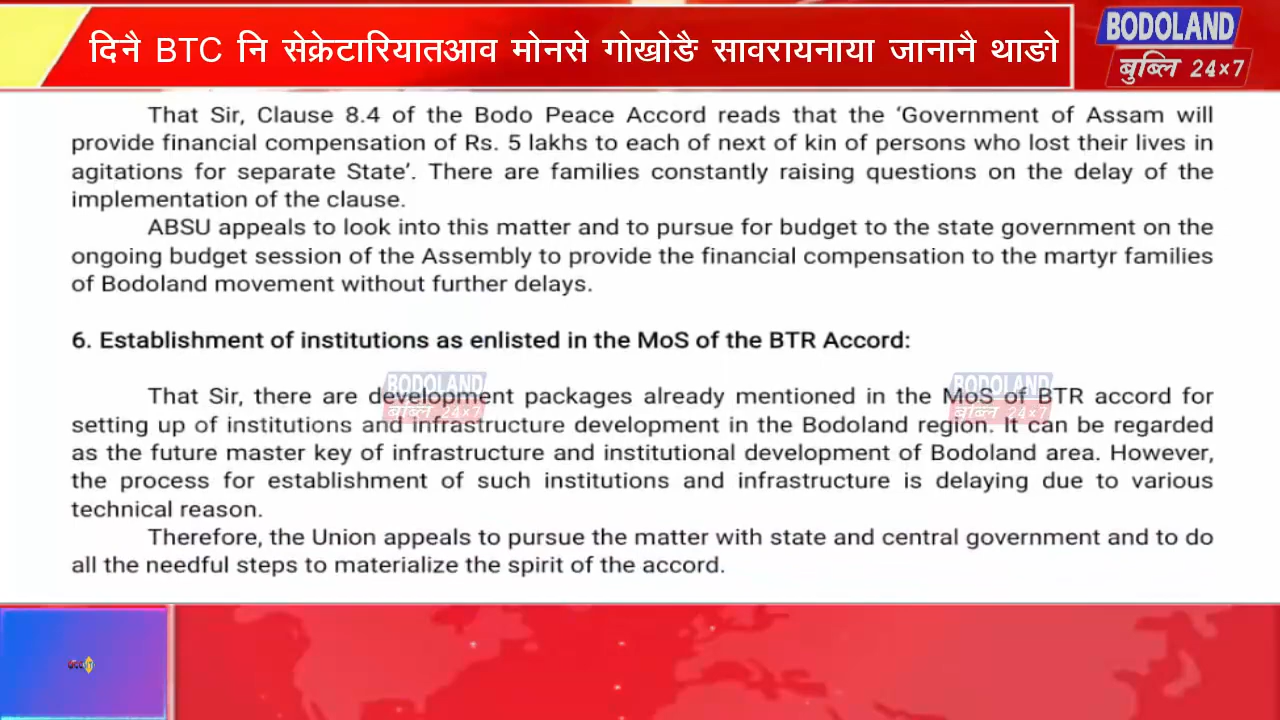 दिनै BTC नि सेक्रेटारियातआव मोनसे गोखोङै सावरायनाया जानानै थाङो
BODOLAND
बुब्लि 24×7
That Sir, Clause 8.4 of the Bodo Peace Accord reads that the ‘Government of Assam will
provide financial compensation of Rs. 5 lakhs to each of next of kin of persons who lost their lives in
agitations for separate State’. There are families constantly raising questions on the delay of the
implementation of the clause.
ABSU appeals to look into this matter and to pursue for budget to the state government on the
ongoing budget session of the Assembly to provide the financial compensation to the martyr families
of Bodoland movement without further delays.
6. Establishment of institutions as enlisted in the MoS of the BTR Accord:
BODOLAND
बुब्लि 24×7
BODOLAND
बुब्लि 24×7
That Sir, there are development packages already mentioned in the MoS of BTR accord for
setting up of institutions and infrastructure development in the Bodoland region. It can be regarded
as the future master key of infrastructure and institutional development of Bodoland area. However,
the process for establishment of such institutions and infrastructure is delaying due to various
technical reason.
Therefore, the Union appeals to pursue the matter with state and central government and to do
all the needful steps to materialize the spirit of the accord.